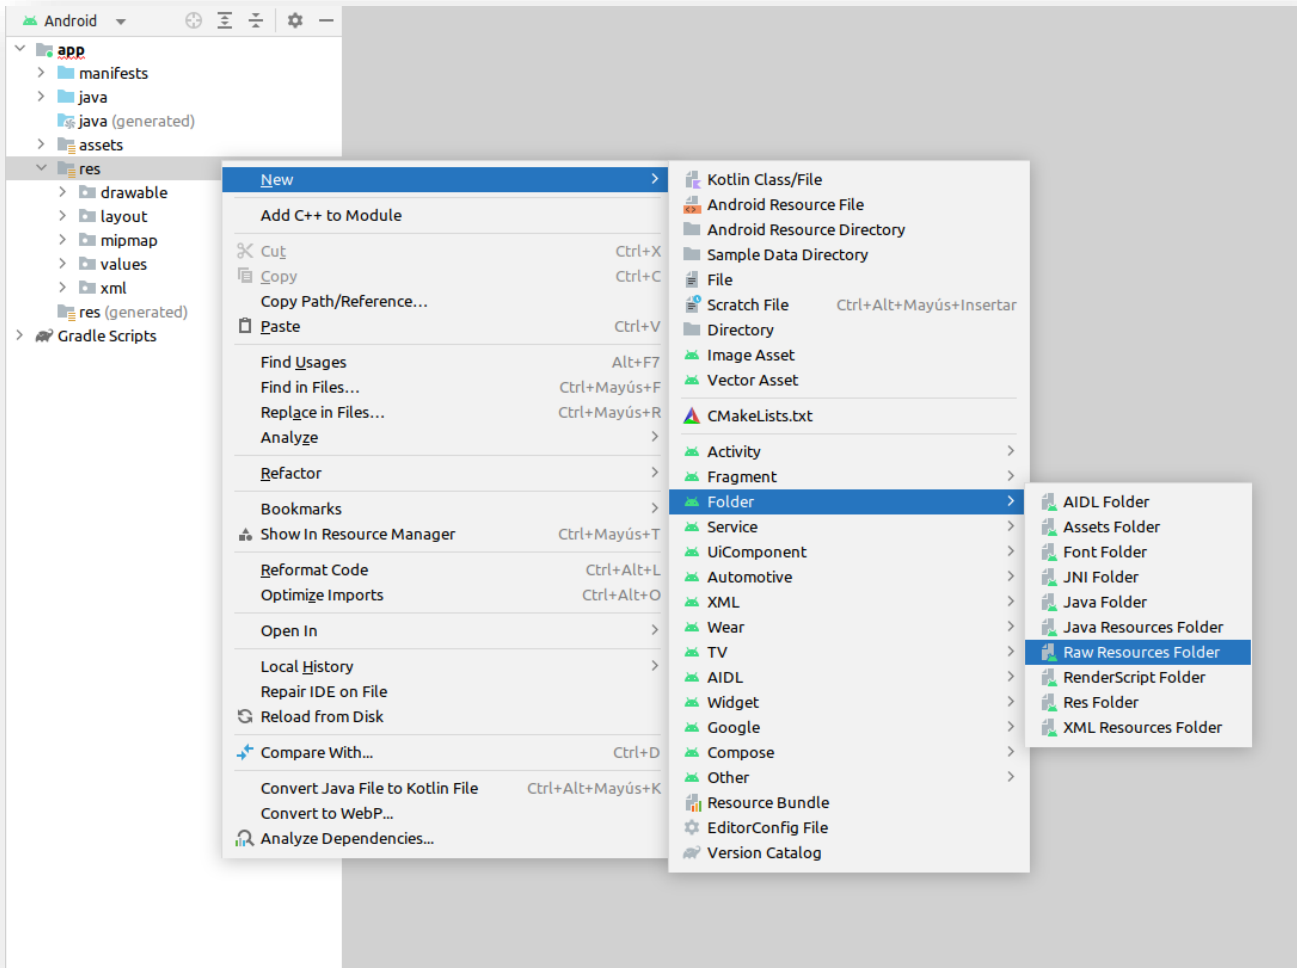 Android
app
manifests
java
java (generated)
assets
res
drawable
layout
mipmap
values
xml
res (generated)
Gradle Scripts
New
Add C++ to Module
Cut Ctrl+X
Copy Ctrl+C
Copy Path/Reference...
Paste Ctrl+V
Find Usages Alt+F7
Find in Files... Ctrl+Mayús+F
Replace in Files... Ctrl+Mayús+R
Analyze
Refactor
Bookmarks
Show In Resource Manager Ctrl+Mayús+T
Reformat Code Ctrl+Alt+L
Optimize Imports Ctrl+Alt+O
Open In
Local History
Repair IDE on File
Reload from Disk
Compare With... Ctrl+D
Convert Java File to Kotlin File Ctrl+Alt+Mayús+K
Convert to WebP...
Analyze Dependencies...
Kotlin Class/File
Android Resource File
Android Resource Directory
Sample Data Directory
File
Scratch File Ctrl+Alt+Mayús+Insertar
Directory
Image Asset
Vector Asset
CMakeLists.txt
Activity
Fragment
Folder
Service
UiComponent
Automotive
XML
Wear
TV
AIDL
Widget
Google
Compose
Other
Resource Bundle
EditorConfig File
Version Catalog
AIDL Folder
Assets Folder
Font Folder
JNI Folder
Java Folder
Java Resources Folder
Raw Resources Folder
RenderScript Folder
Res Folder
XML Resources Folder